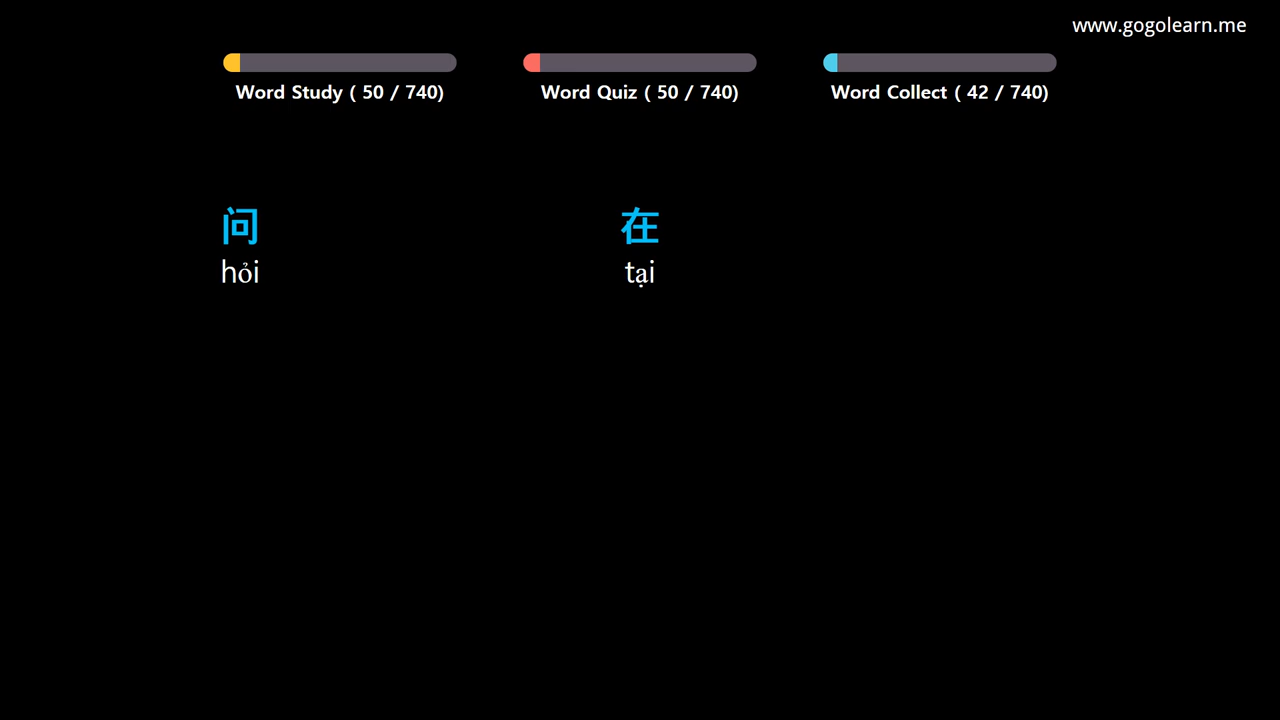 www.gogolearn.me
Word Study ( 50 / 740)
Word Quiz ( 50 / 740)
Word Collect ( 42 / 740)
问
hỏi
在
tại